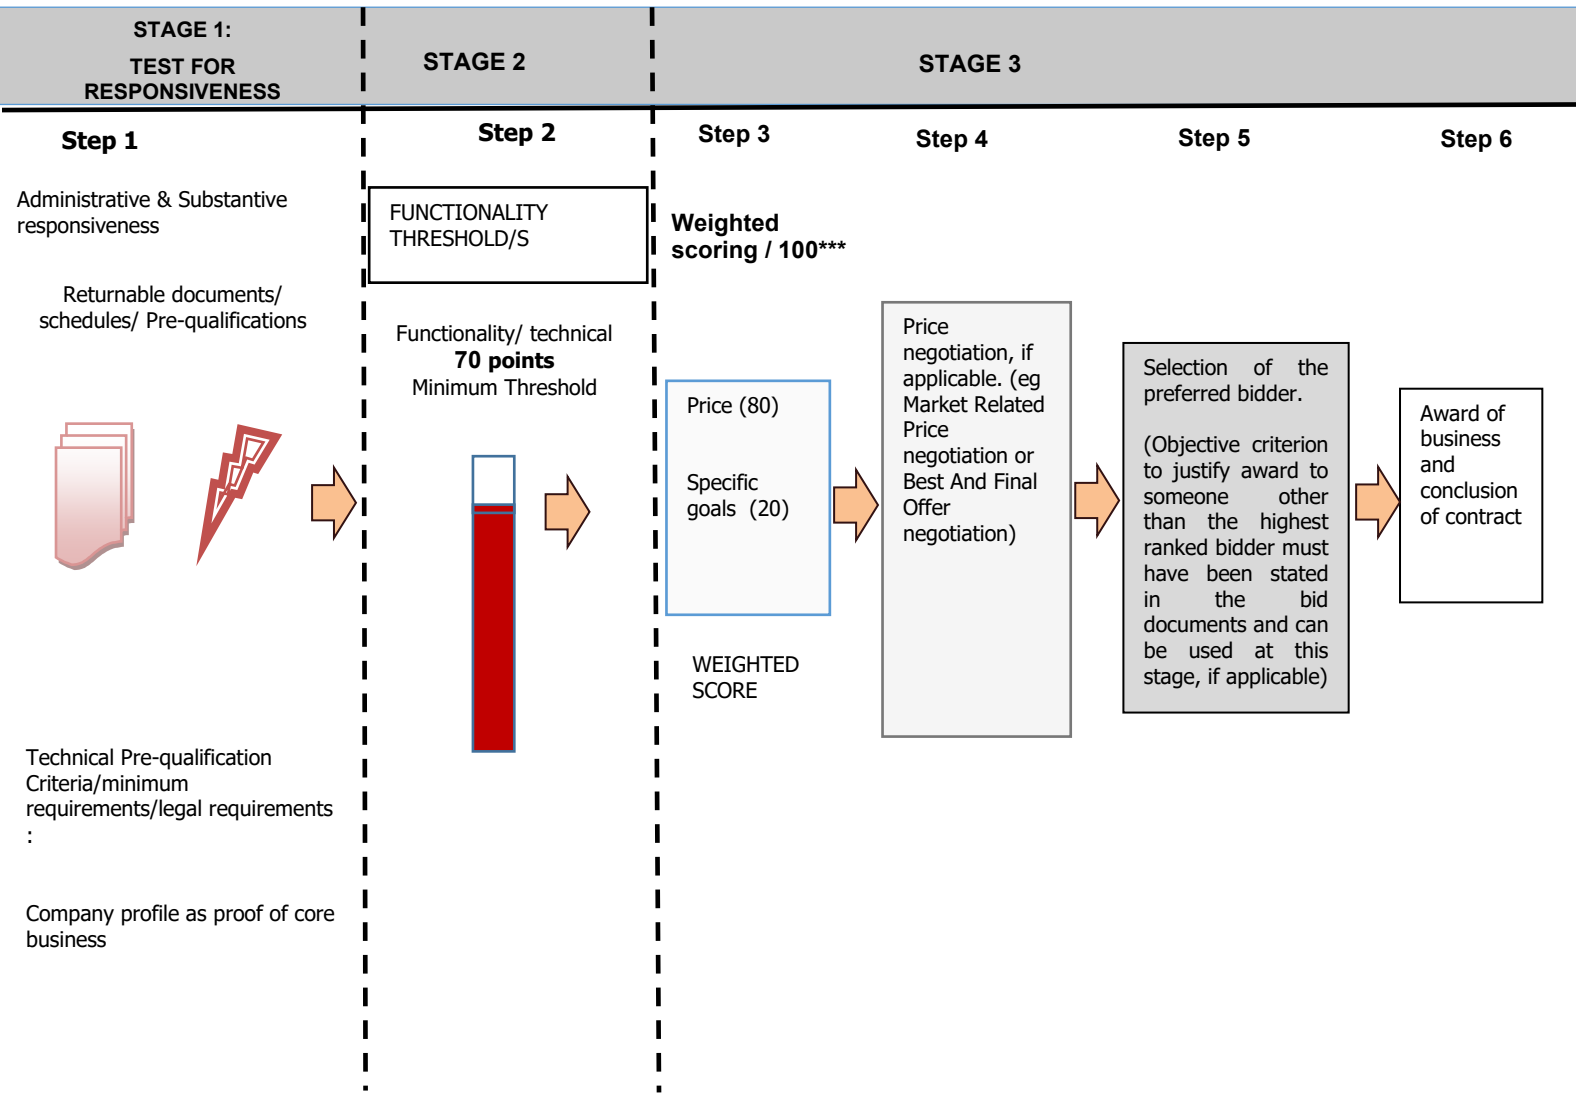 STAGE 1:
TEST FOR
RESPONSIVENESS
STAGE 2
STAGE 3
Step 1
Step 2
Step 3
Step 4
Step 5
Step 6
Administrative & Substantive
responsiveness
Returnable documents/
schedules/ Pre-qualifications
Technical Pre-qualification
Criteria/minimum
requirements/legal requirements
:
Company profile as proof of core
business
FUNCTIONALITY
THRESHOLD/S
Functionality/ technical
70 points
Minimum Threshold
Weighted
scoring / 100***
Price (80)
Specific
goals (20)
WEIGHTED
SCORE
Price
negotiation, if
applicable. (eg
Market Related
Price
negotiation or
Best And Final
Offer
negotiation)
Selection of the
preferred bidder.
(Objective criterion
to justify award to
someone other
than the highest
ranked bidder must
have been stated
in the bid
documents and can
be used at this
stage, if applicable)
Award of
business
and
conclusion
of contract